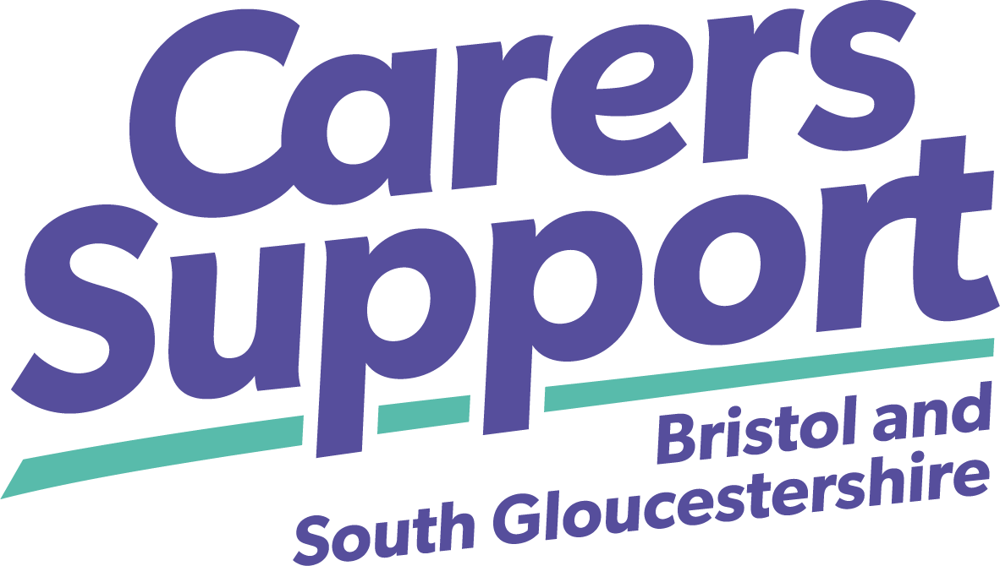 Carers
Support
Bristol and
South Gloucestershire